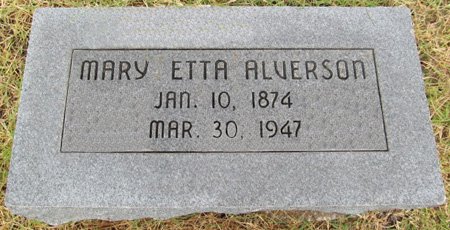 MARY ETTA ALVERSON
JAN. 10, 1874
MAR. 30, 1947